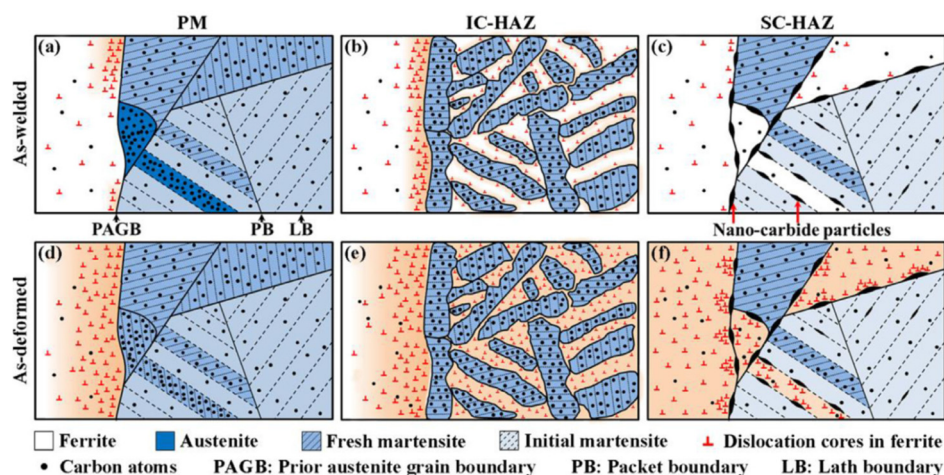 PM IC-HAZ SC-HAZ
As-welded
(a) (b) (c)
PAGB PB LB Nano-carbide particles
As-deformed
(d) (e) (f)
Ferrite Austenite Fresh martensite Initial martensite Dislocation cores in ferrite
Carbon atoms PAGB: Prior austenite grain boundary PB: Packet boundary LB: Lath boundary